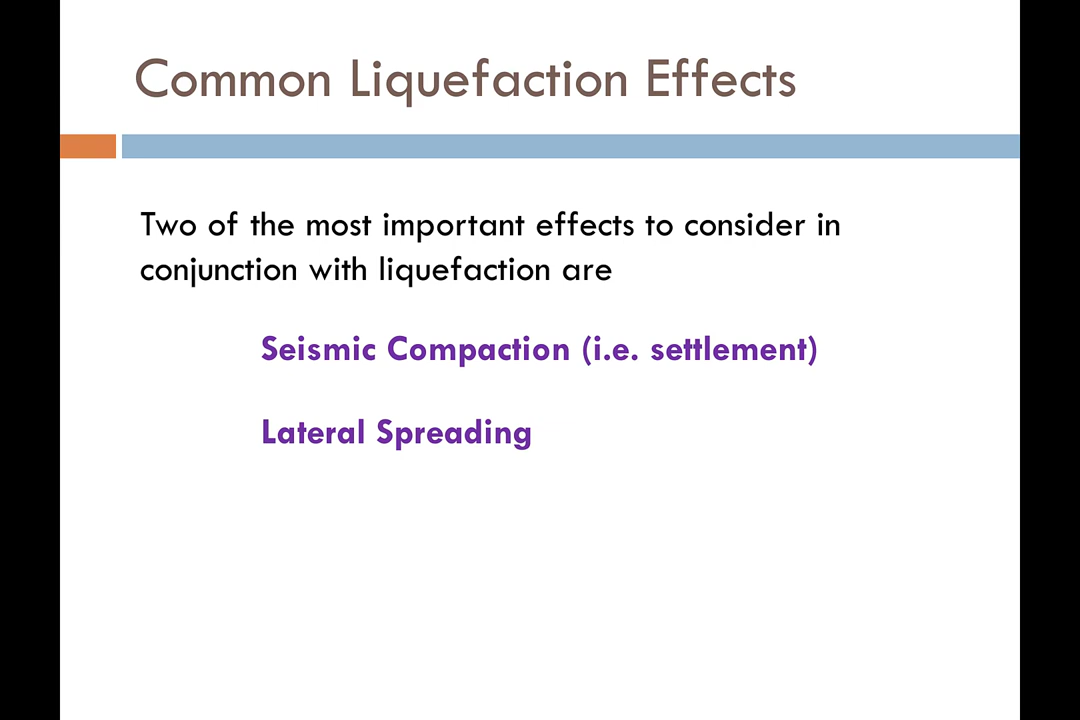 Common Liquefaction Effects
Two of the most important effects to consider in
conjunction with liquefaction are
Seismic Compaction (i.e. settlement)
Lateral Spreading